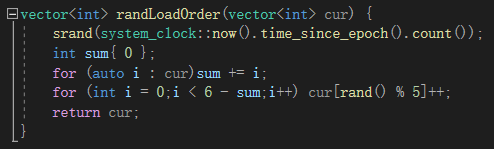 vector<int> randLoadOrder(vector<int> cur) {
srand(system_clock::now().time_since_epoch().count());
int sum{ 0 };
for (auto i : cur)sum += i;
for (int i = 0;i < 6 - sum;i++) cur[rand() % 5]++;
return cur;
}